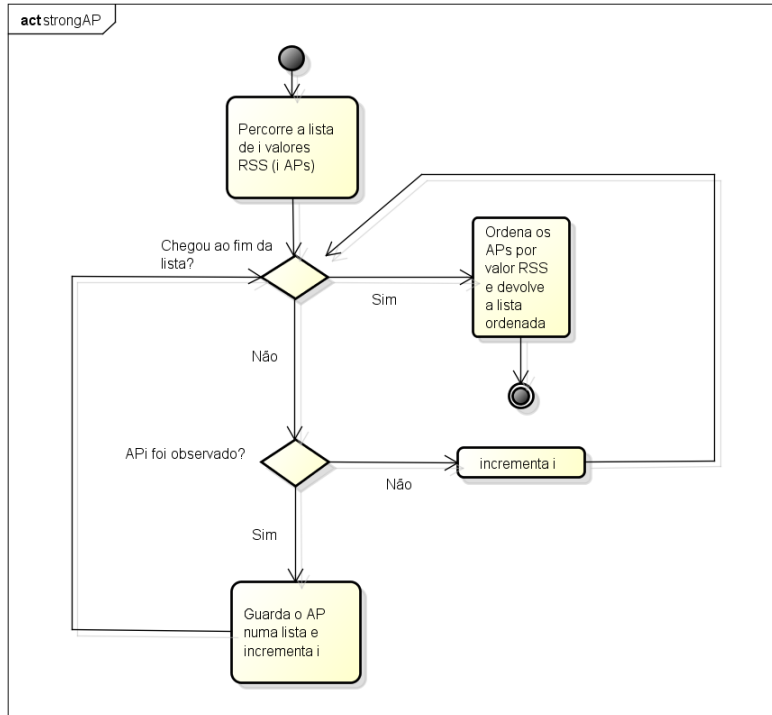 act strongAP
Percorre a lista
de i valores
RSS (i APs)
Chegou ao fim da
lista?
Sim
Ordena os
APs por
valor RSS
e devolve
a lista
ordenada
Não
APi foi observado?
Não
incrementa i
Sim
Guarda o AP
numa lista e
incrementa i